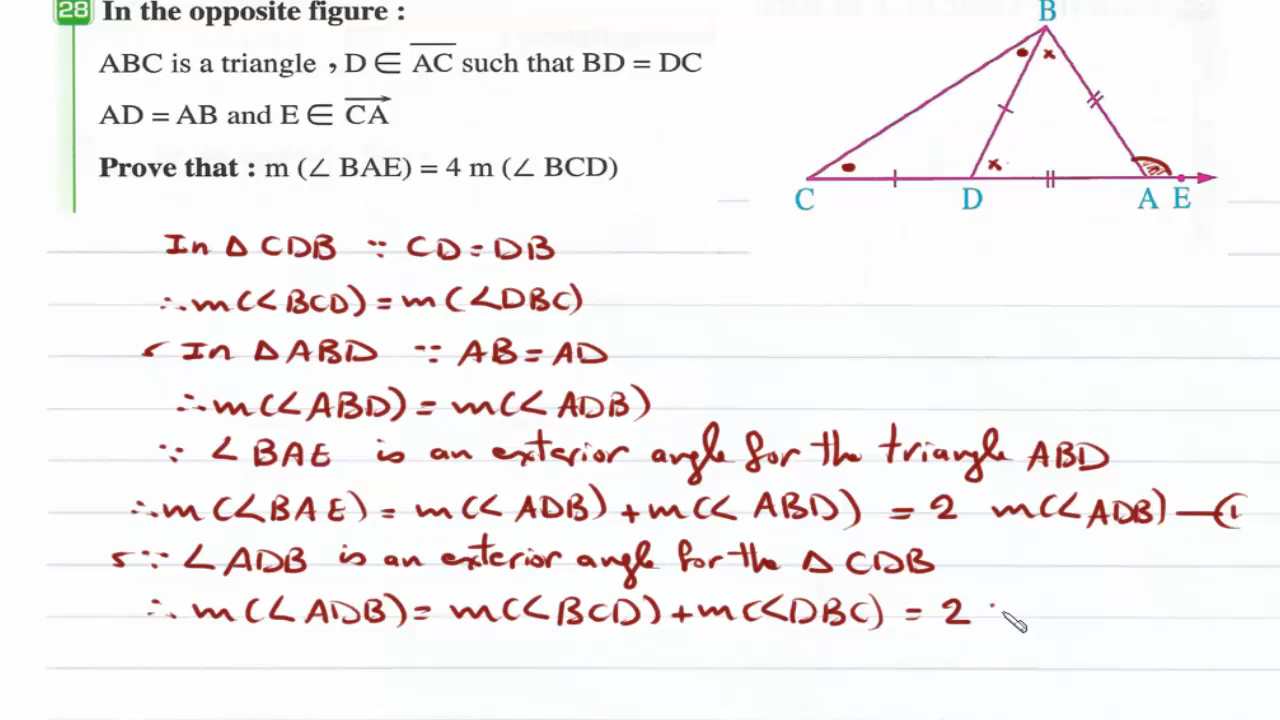 28 In the opposite figure :
ABC is a triangle , D ∈ AC such that BD = DC
AD = AB and E ∈ CA
Prove that : m (∠ BAE) = 4 m (∠ BCD)
B
C D A E
In Δ CDB ∵ CD = DB
∴ m(∠BCD) = m(∠DBC)
, In Δ ABD ∵ AB = AD
∴ m(∠ABD) = m(∠ADB)
∵ ∠BAE is an exterior angle for the triangle ABD
∴ m(∠BAE) = m(∠ADB) + m(∠ABD) = 2 m(∠ADB) — (1
, ∵ ∠ADB is an exterior angle for the Δ CDB
∴ m(∠ADB) = m(∠BCD) + m(∠DBC) = 2